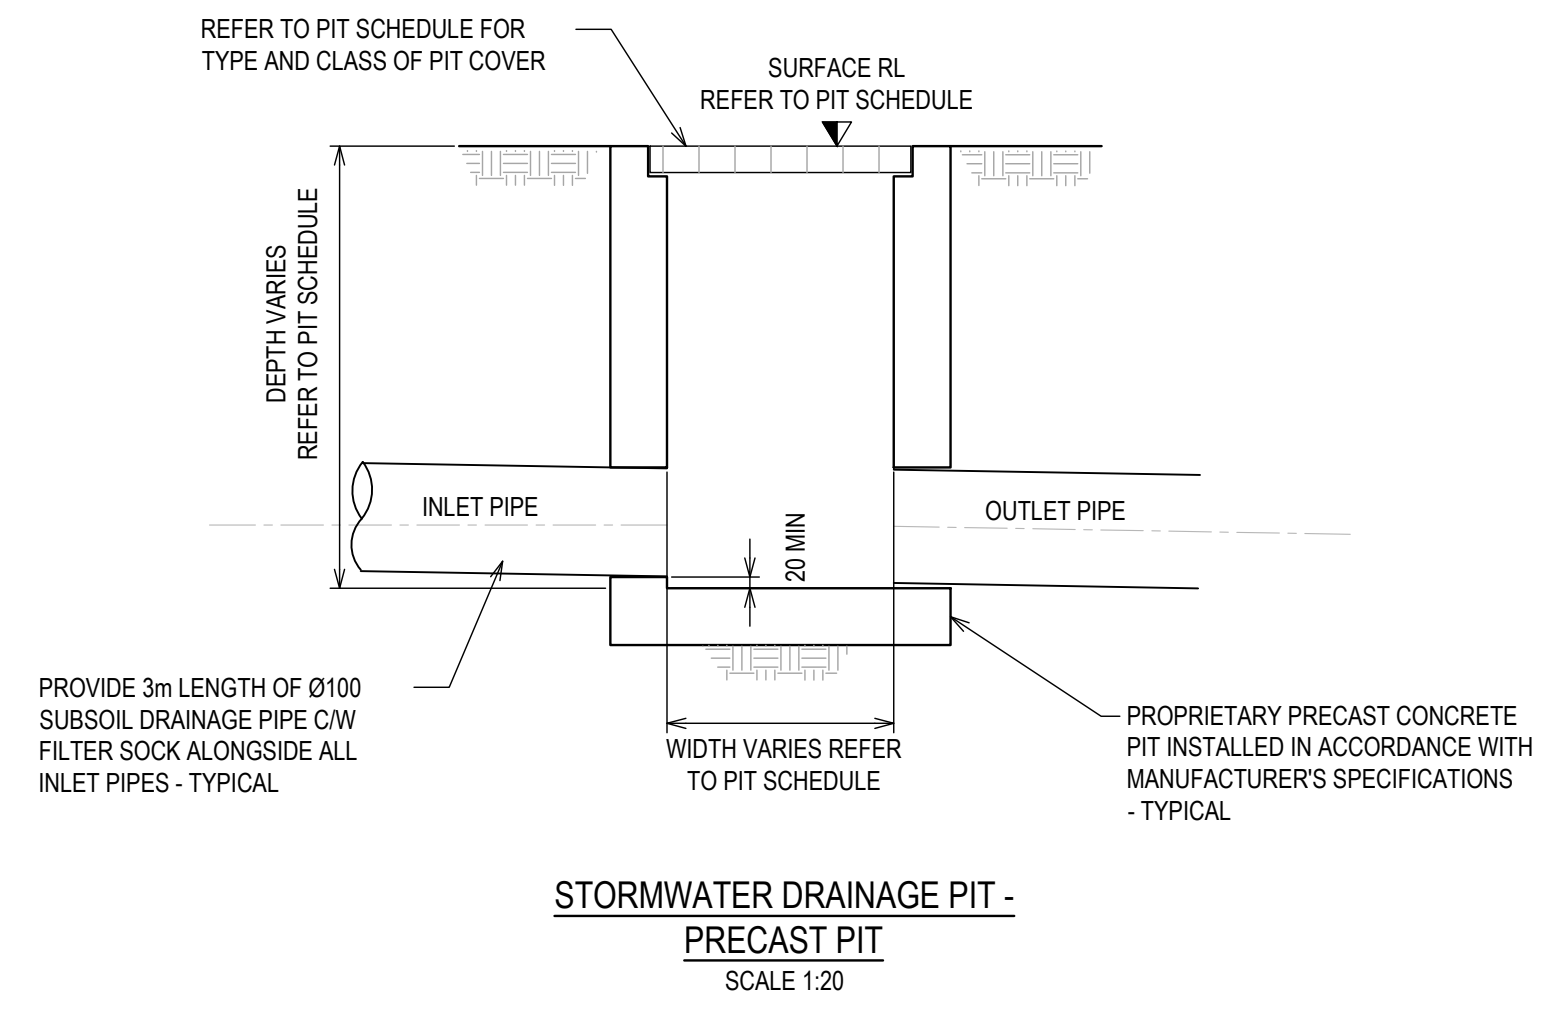 REFER TO PIT SCHEDULE FOR
TYPE AND CLASS OF PIT COVER
SURFACE RL
REFER TO PIT SCHEDULE
DEPTH VARIES
REFER TO PIT SCHEDULE
INLET PIPE
OUTLET PIPE
20 MIN
PROVIDE 3m LENGTH OF Ø100
SUBSOIL DRAINAGE PIPE C/W
FILTER SOCK ALONGSIDE ALL
INLET PIPES - TYPICAL
WIDTH VARIES REFER
TO PIT SCHEDULE
PROPRIETARY PRECAST CONCRETE
PIT INSTALLED IN ACCORDANCE WITH
MANUFACTURER'S SPECIFICATIONS
- TYPICAL
STORMWATER DRAINAGE PIT -
PRECAST PIT
SCALE 1:20